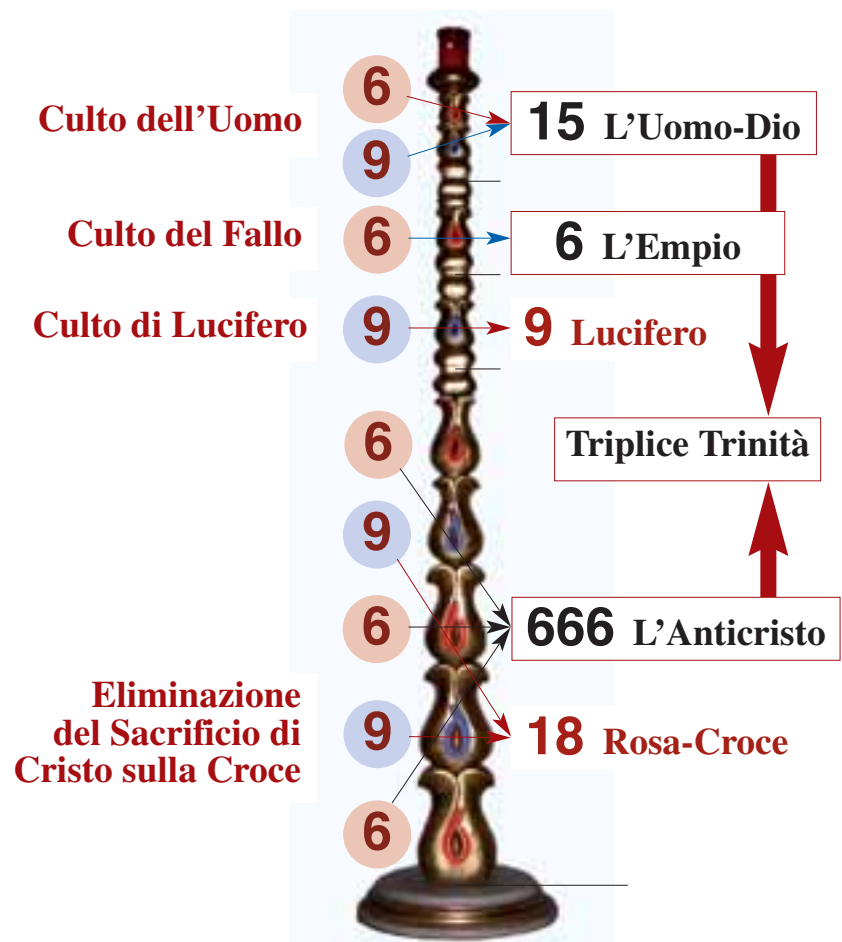 6
Culto dell'Uomo
15 L'Uomo-Dio
9
Culto del Fallo
6
6 L'Empio
Culto di Lucifero
9
9 Lucifero
6
Triplice Trinità
9
6
666 L'Anticristo
Eliminazione
del Sacrificio di
Cristo sulla Croce
9
18 Rosa-Croce
6